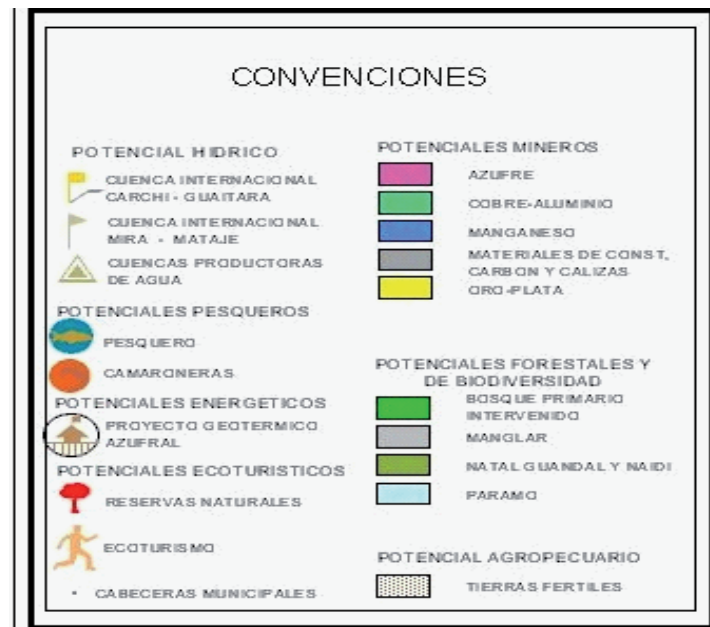 CONVENCIONES
POTENCIAL HIDRICO
CUENCA INTERNACIONAL
CARCHI - GUAITARA
CUENCA INTERNACIONAL
MIRA - MATAJE
CUENCAS PRODUCTORAS
DE AGUA
POTENCIALES PESQUEROS
PESQUERO
CAMARONERAS
POTENCIALES ENERGETICOS
PROYECTO GEOTERMICO
AZUFRAL
POTENCIALES ECOTURISTICOS
RESERVAS NATURALES
ECOTURISMO
CABECERAS MUNICIPALES
POTENCIALES MINEROS
AZUFRE
COBRE-ALUMINIO
MANGANESO
MATERIALES DE CONST,
CARBON Y CALIZAS
ORO-PLATA
POTENCIALES FORESTALES Y
DE BIODIVERSIDAD
BOSQUE PRIMARIO
INTERVENIDO
MANGLAR
NATAL GUANDAL Y NAIDI
PARAMO
POTENCIAL AGROPECUARIO
TIERRAS FERTILES